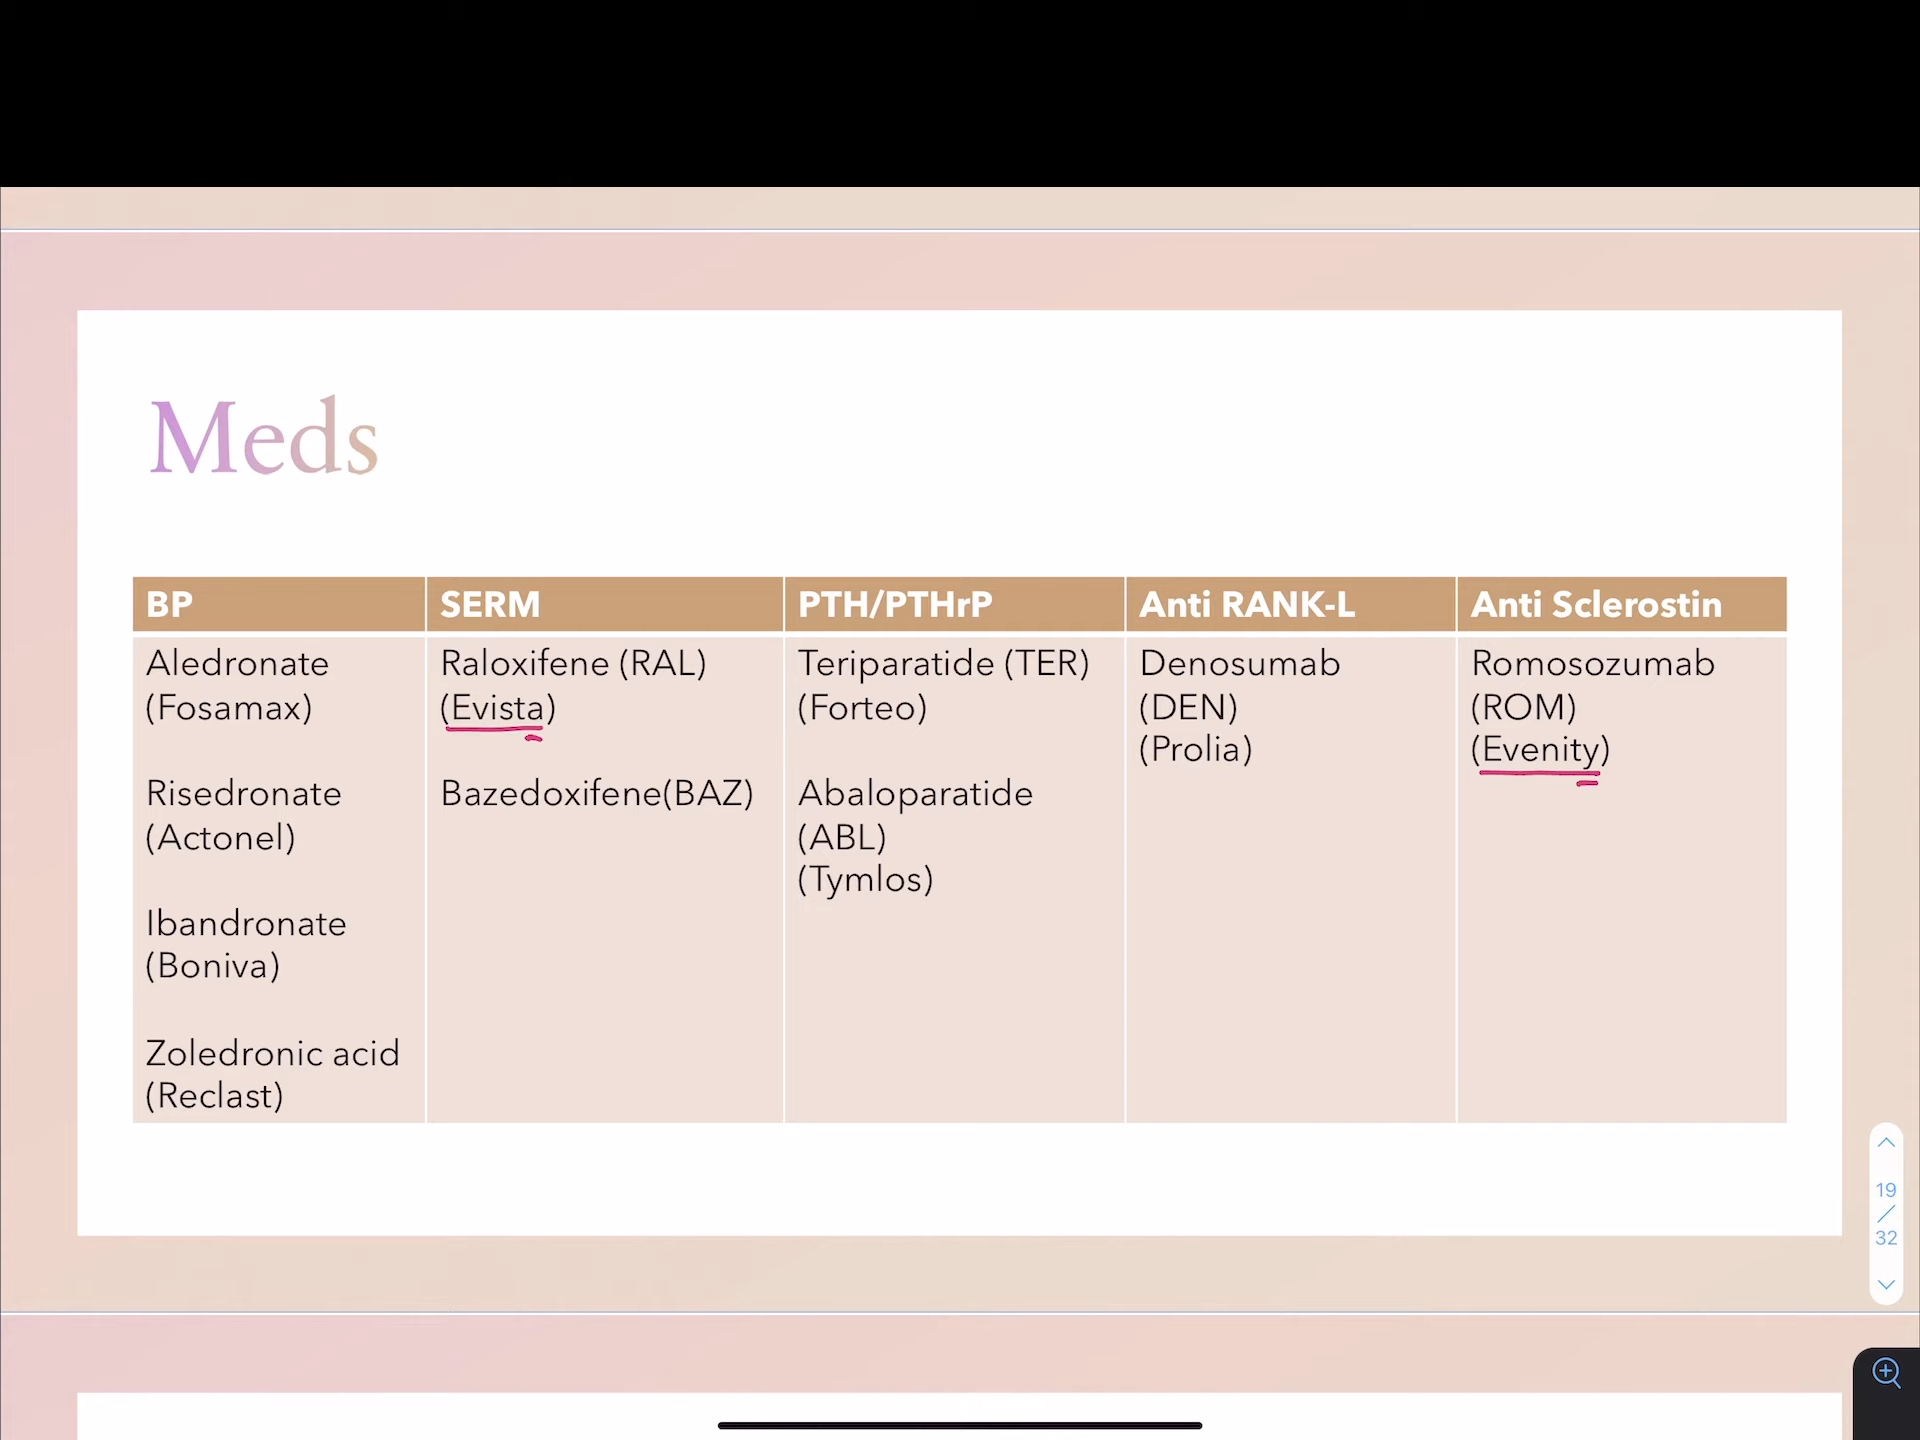 Meds
BP
SERM
PTH/PTHrP
Anti RANK-L
Anti Sclerostin
Aledronate
(Fosamax)
Risedronate
(Actonel)
Ibandronate
(Boniva)
Zoledronic acid
(Reclast)
Raloxifene (RAL)
(Evista)
Bazedoxifene(BAZ)
Teriparatide (TER)
(Forteo)
Abaloparatide
(ABL)
(Tymlos)
Denosumab
(DEN)
(Prolia)
Romosozumab
(ROM)
(Evenity)
19
/
32